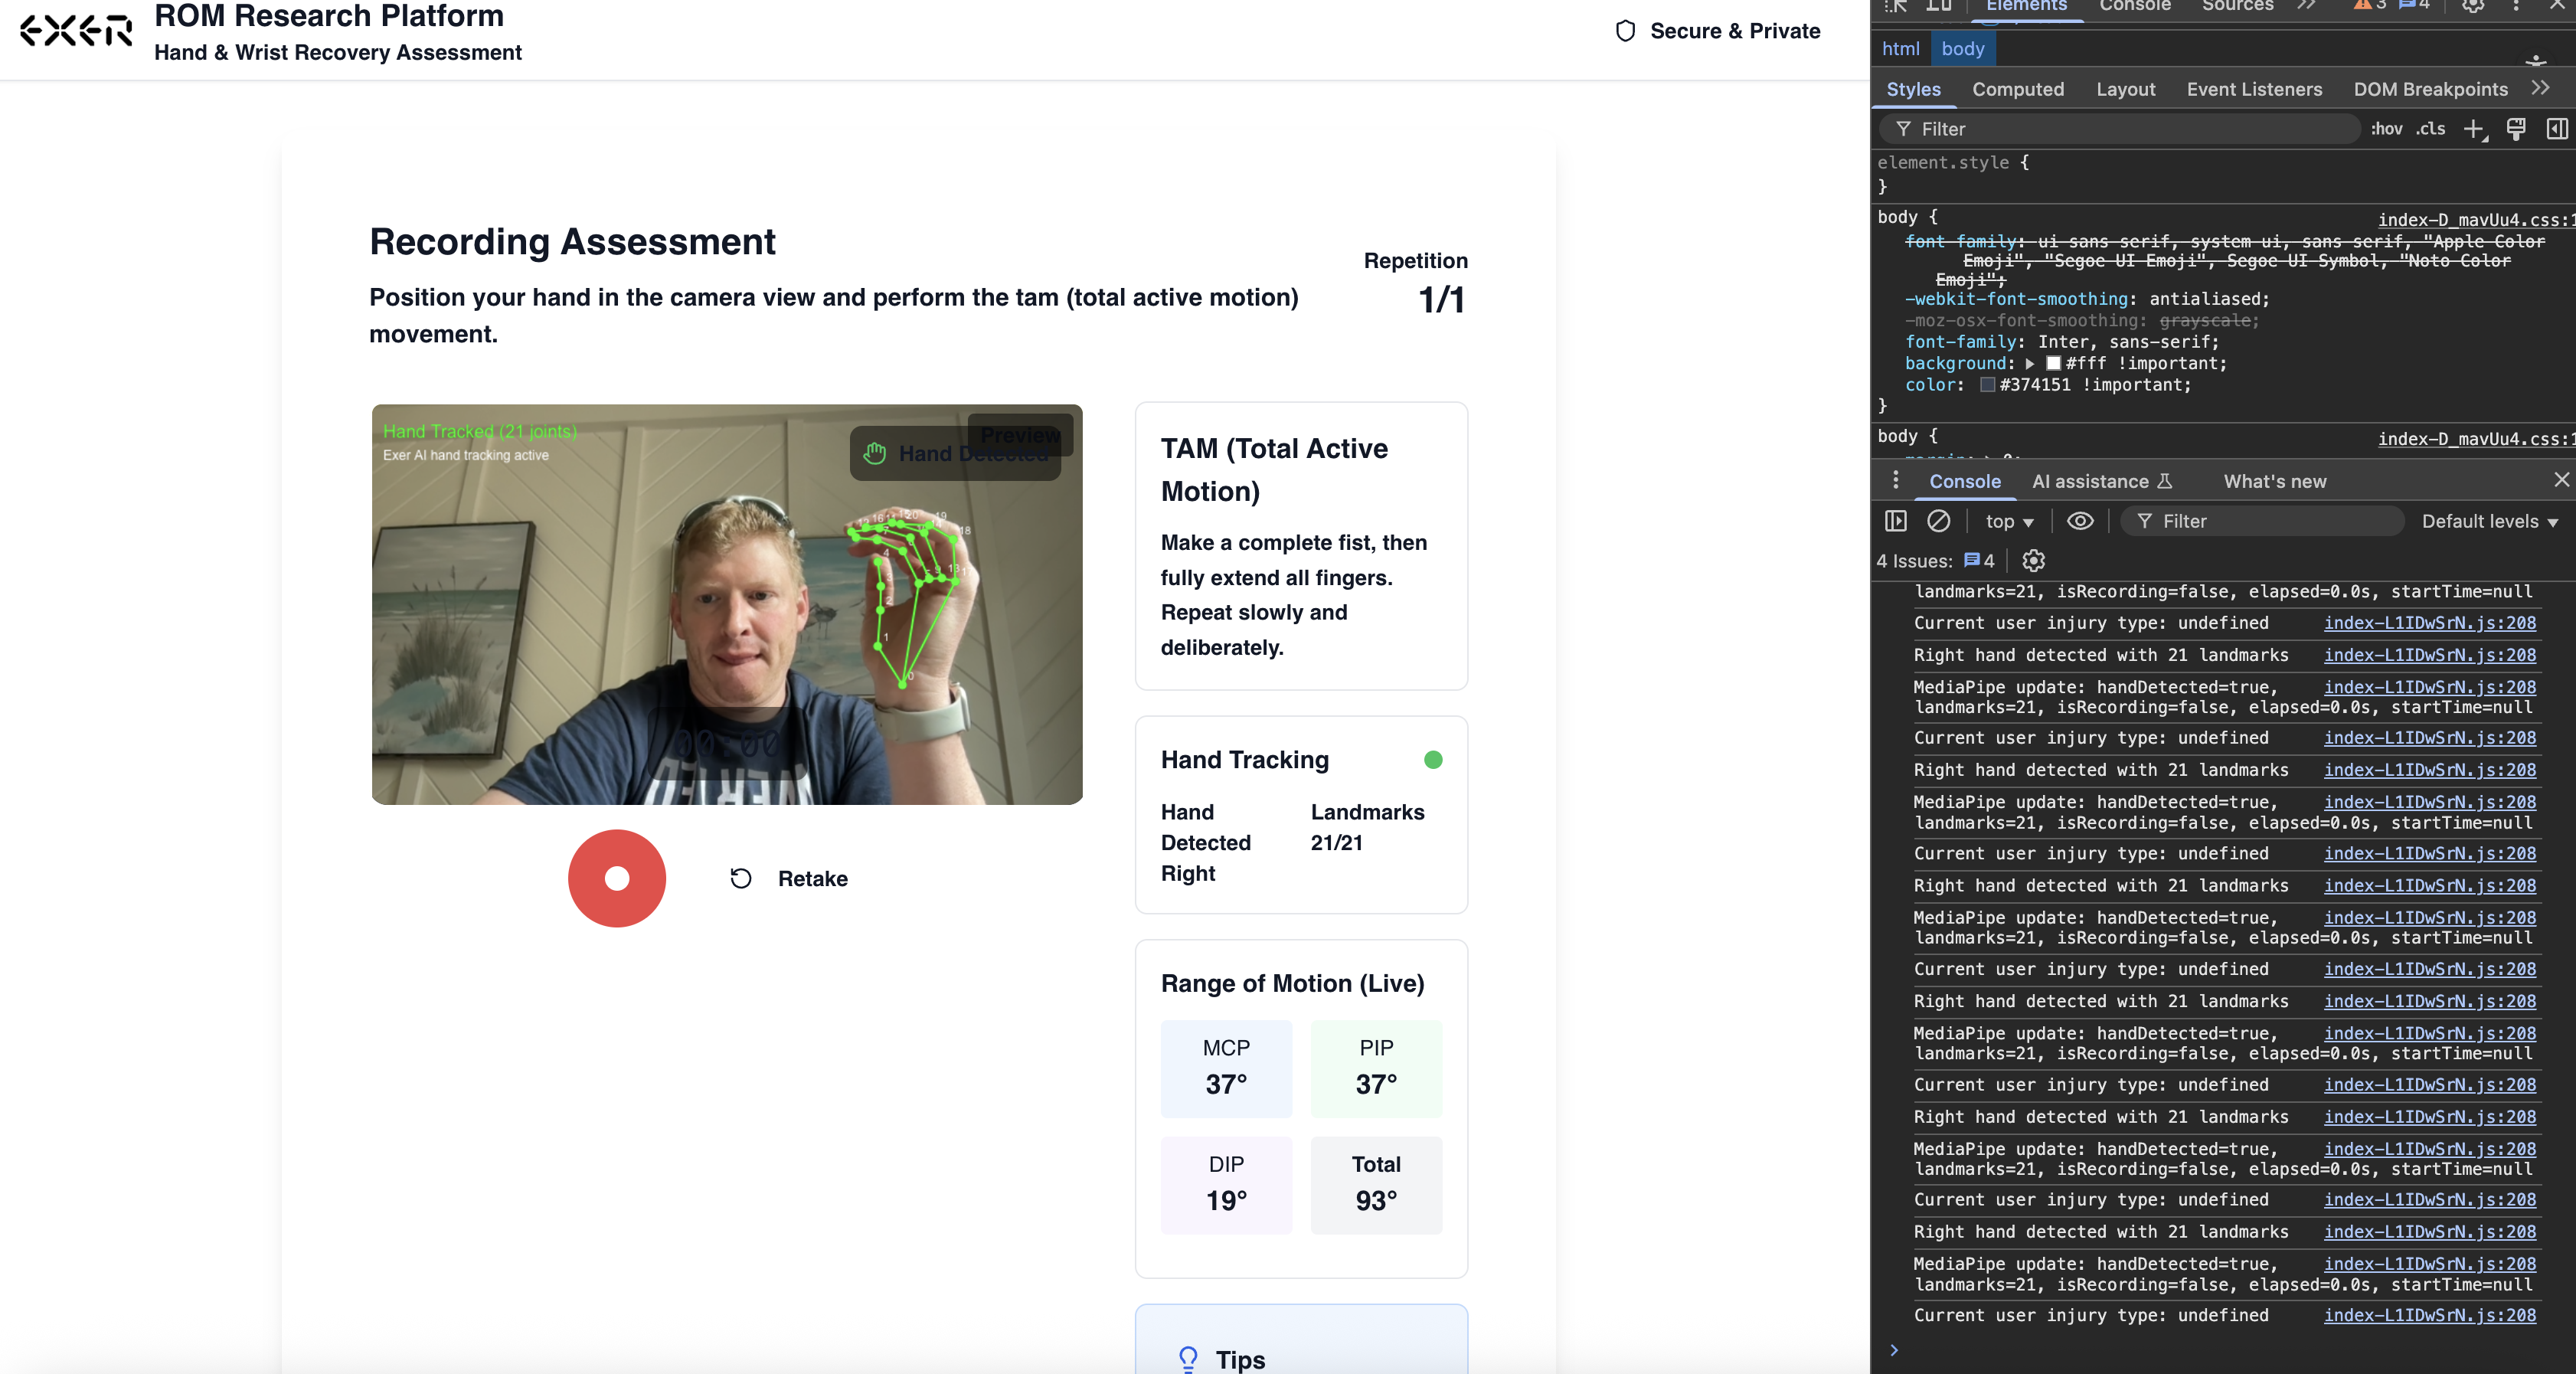 EXER
ROM Research Platform
Hand & Wrist Recovery Assessment
Secure & Private
Recording Assessment
Position your hand in the camera view and perform the tam (total active motion)
movement.
Repetition
1/1
Hand Tracked (21 joints)
Exer AI hand tracking active
Preview
Hand Detected
00:00
Retake
TAM (Total Active
Motion)
Make a complete fist, then
fully extend all fingers.
Repeat slowly and
deliberately.
Hand Tracking
Hand
Detected
Right
Landmarks
21/21
Range of Motion (Live)
MCP
37°
PIP
37°
DIP
19°
Total
93°
Tips
Elements
Console
Sources
3
4
html
body
Styles
Computed
Layout
Event Listeners
DOM Breakpoints
Filter
:hov
.cls
element.style {
}
body {
index-D_mavUu4.css:1
font-family: ui-sans-serif, system-ui, sans-serif, "Apple Color
Emoji", "Segoe UI Emoji", Segoe UI Symbol, "Noto Color
Emoji";
-webkit-font-smoothing: antialiased;
-moz-osx-font-smoothing: grayscale;
font-family: Inter, sans-serif;
background: #fff !important;
color: #374151 !important;
}
body {
index-D_mavUu4.css:1
Console
AI assistance
What's new
top
Filter
Default levels
4 Issues:
4
landmarks=21, isRecording=false, elapsed=0.0s, startTime=null
Current user injury type: undefined index-L1IDwSrN.js:208
Right hand detected with 21 landmarks index-L1IDwSrN.js:208
MediaPipe update: handDetected=true, index-L1IDwSrN.js:208
landmarks=21, isRecording=false, elapsed=0.0s, startTime=null
Current user injury type: undefined index-L1IDwSrN.js:208
Right hand detected with 21 landmarks index-L1IDwSrN.js:208
MediaPipe update: handDetected=true, index-L1IDwSrN.js:208
landmarks=21, isRecording=false, elapsed=0.0s, startTime=null
Current user injury type: undefined index-L1IDwSrN.js:208
Right hand detected with 21 landmarks index-L1IDwSrN.js:208
MediaPipe update: handDetected=true, index-L1IDwSrN.js:208
landmarks=21, isRecording=false, elapsed=0.0s, startTime=null
Current user injury type: undefined index-L1IDwSrN.js:208
Right hand detected with 21 landmarks index-L1IDwSrN.js:208
MediaPipe update: handDetected=true, index-L1IDwSrN.js:208
landmarks=21, isRecording=false, elapsed=0.0s, startTime=null
Current user injury type: undefined index-L1IDwSrN.js:208
Right hand detected with 21 landmarks index-L1IDwSrN.js:208
MediaPipe update: handDetected=true, index-L1IDwSrN.js:208
landmarks=21, isRecording=false, elapsed=0.0s, startTime=null
Current user injury type: undefined index-L1IDwSrN.js:208
Right hand detected with 21 landmarks index-L1IDwSrN.js:208
MediaPipe update: handDetected=true, index-L1IDwSrN.js:208
landmarks=21, isRecording=false, elapsed=0.0s, startTime=null
Current user injury type: undefined index-L1IDwSrN.js:208